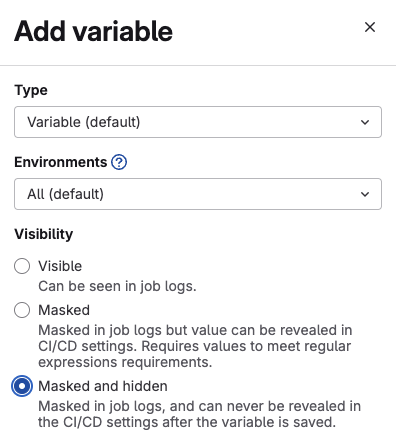 Add variable
Type
Variable (default)
Environments
All (default)
Visibility
Visible
Can be seen in job logs.
Masked
Masked in job logs but value can be revealed in
CI/CD settings. Requires values to meet regular
expressions requirements.
Masked and hidden
Masked in job logs, and can never be revealed in
the CI/CD settings after the variable is saved.